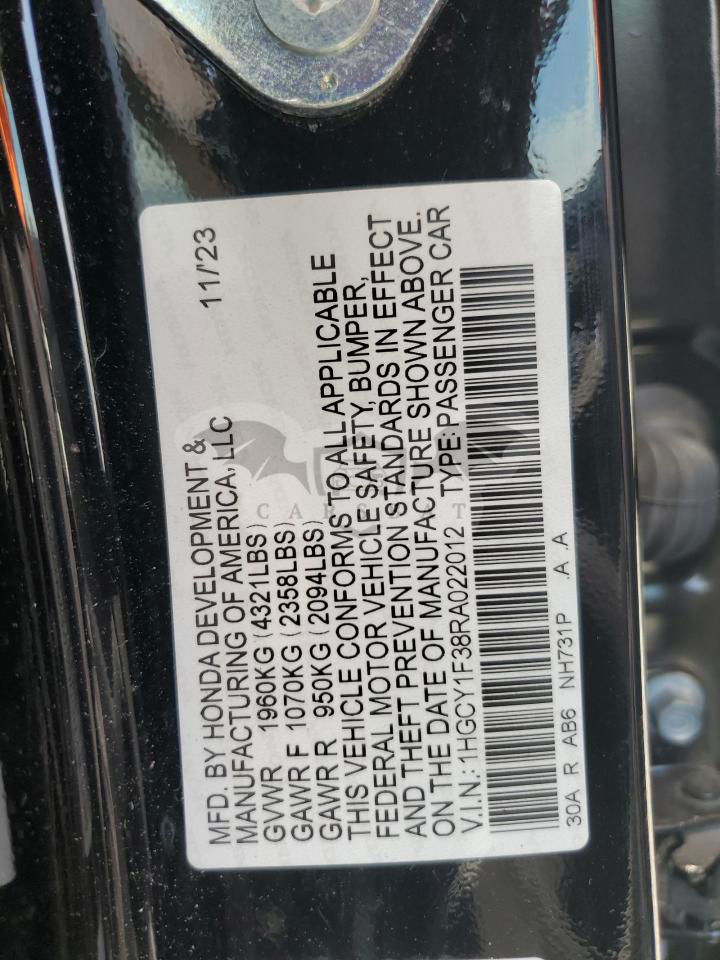 MFD. BY HONDA DEVELOPMENT &
MANUFACTURING OF AMERICA, LLC 11/'23
GVWR 1960KG (4321LBS)
GAWR F 1070KG (2358LBS)
GAWR R 950KG (2094LBS)
THIS VEHICLE CONFORMS TO ALL APPLICABLE
FEDERAL MOTOR VEHICLE SAFETY, BUMPER,
AND THEFT PREVENTION STANDARDS IN EFFECT
ON THE DATE OF MANUFACTURE SHOWN ABOVE.
V.I.N.: 1HGCY1F38RA022012 TYPE: PASSENGER CAR
30A R AB6 NH731P .A .A